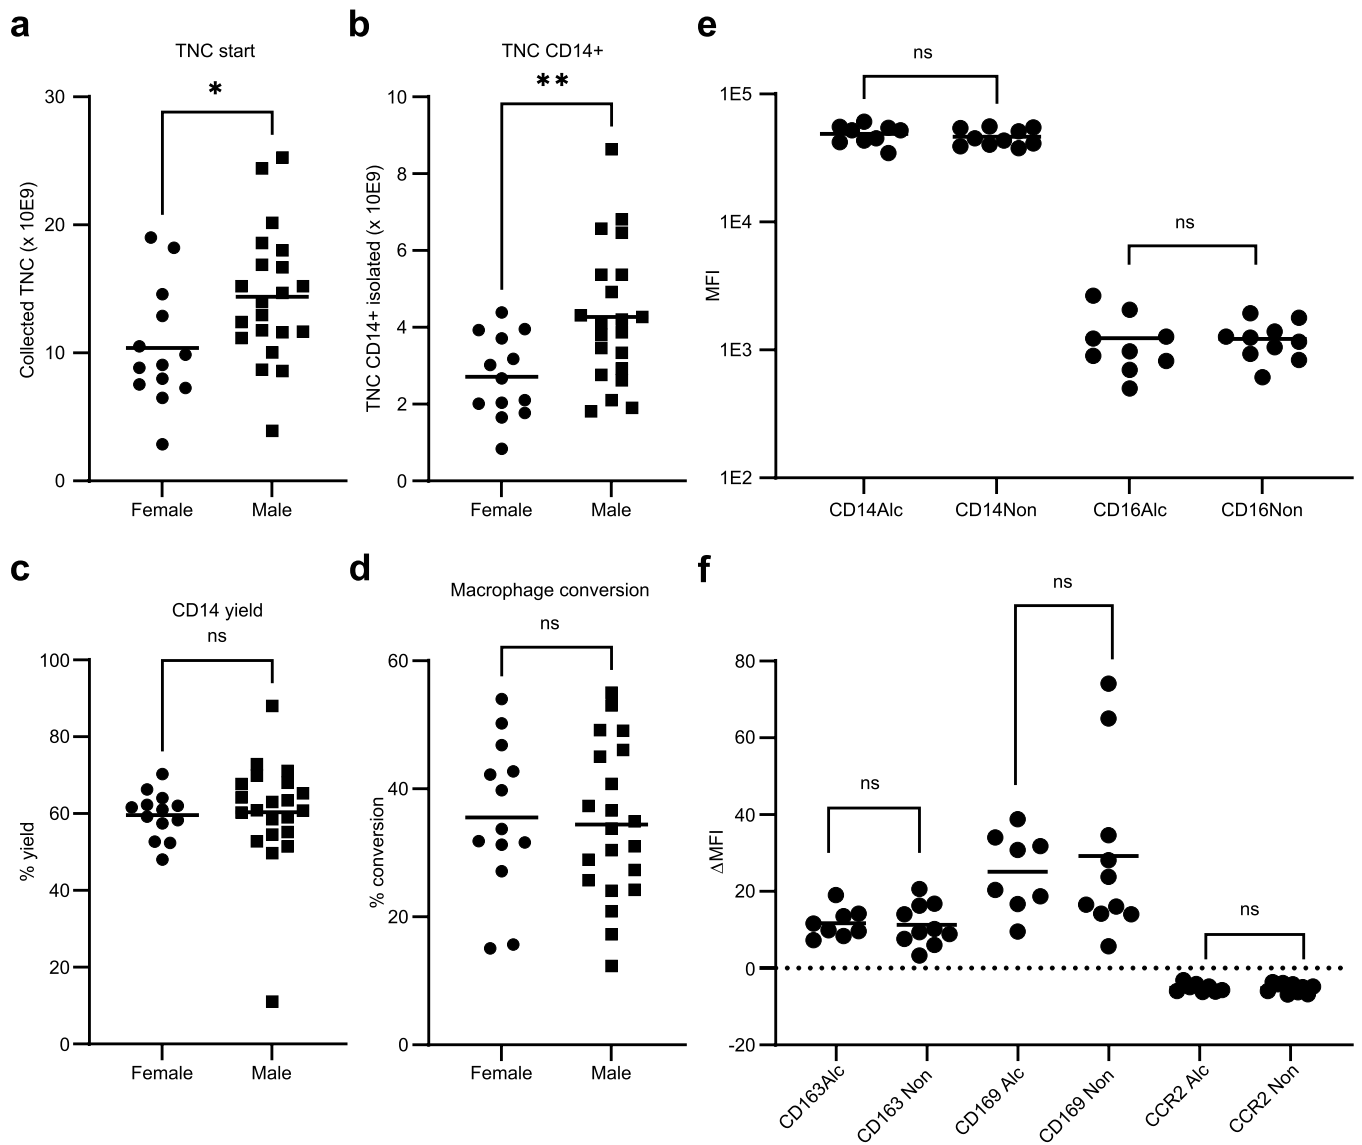 a
TNC start
*
Collected TNC (x 10E9)
30
20
10
0
Female
Male
b
TNC CD14+
**
TNC CD14+ isolated (x 10E9)
10
8
6
4
2
0
Female
Male
e
ns
ns
MFI
1E5
1E4
1E3
1E2
CD14Alc
CD14Non
CD16Alc
CD16Non
c
CD14 yield
ns
% yield
100
80
60
40
20
0
Female
Male
d
Macrophage conversion
ns
% conversion
60
40
20
0
Female
Male
f
ns
ns
ns
ΔMFI
80
60
40
20
0
-20
CD163Alc
CD163 Non
CD169 Alc
CD169 Non
CCR2 Alc
CCR2 Non